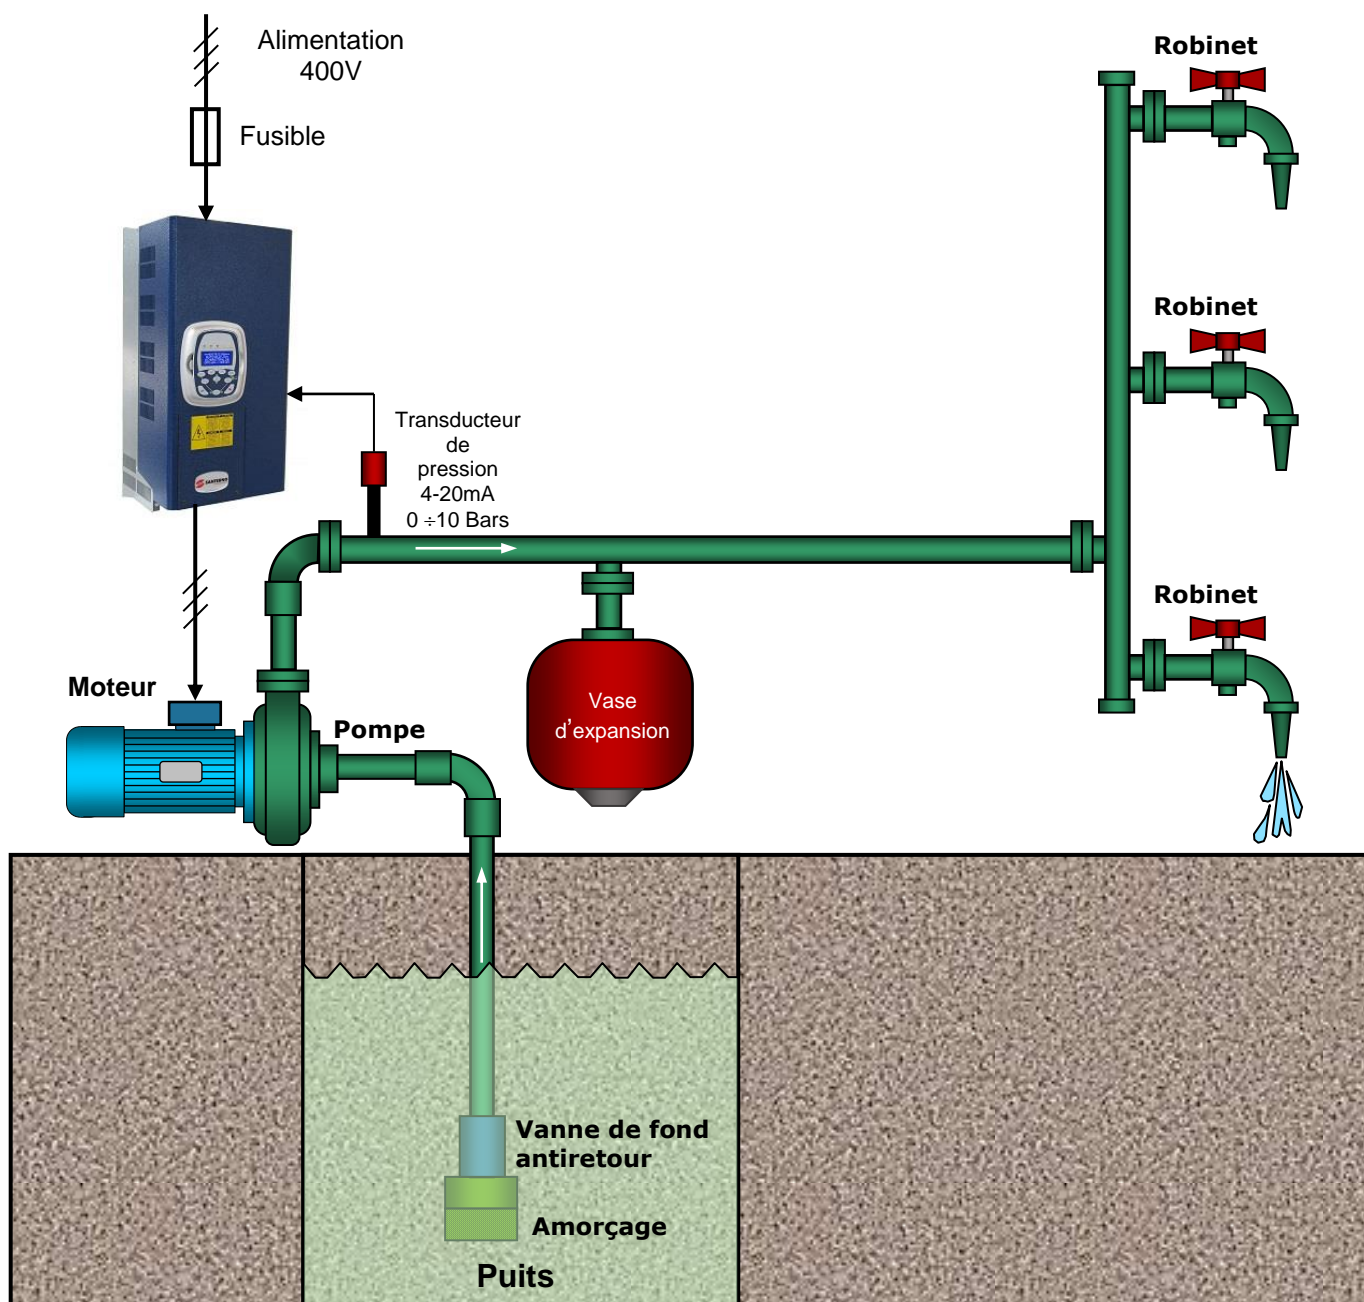 Alimentation
400V
Fusible
Robinet
Robinet
Transducteur
de
pression
4-20mA
0 ÷10 Bars
SANTERNO
Robinet
Moteur
Pompe
Vase
d'expansion
Vanne de fond
antiretour
Amorçage
Puits